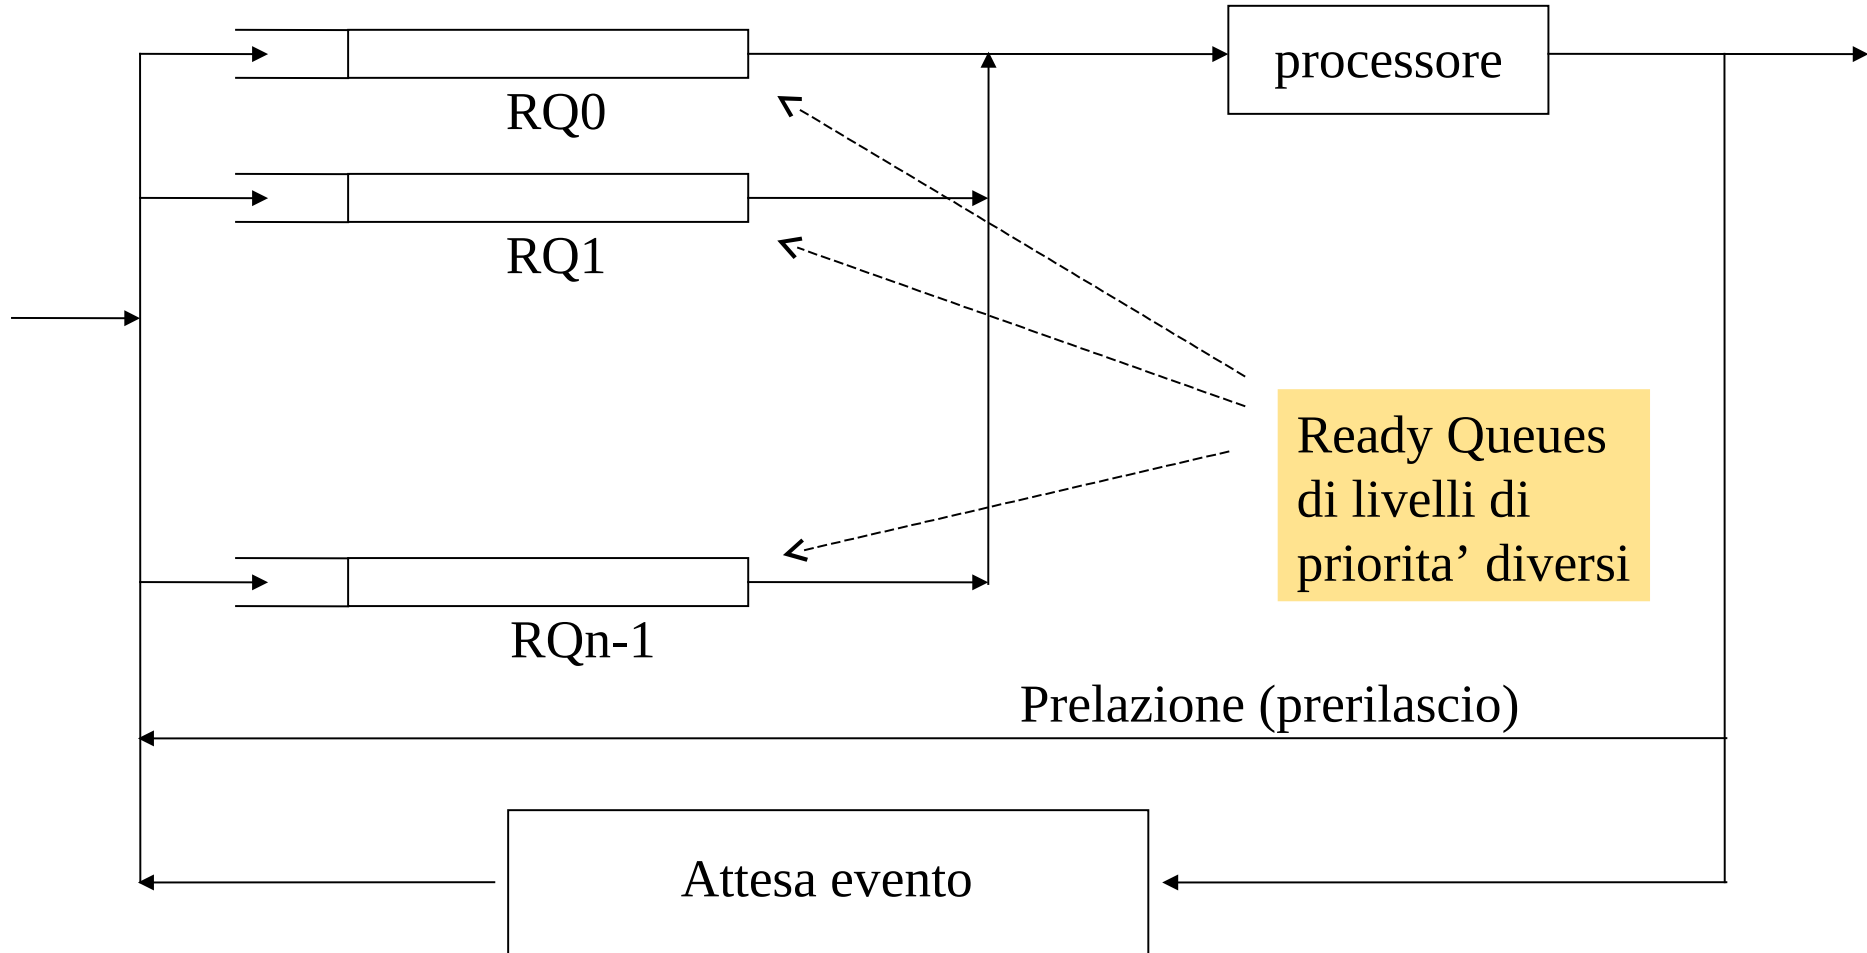 processore
RQ0
RQ1
Ready Queues
di livelli di
priorita’ diversi
RQn-1
Prelazione (prerilascio)
Attesa evento